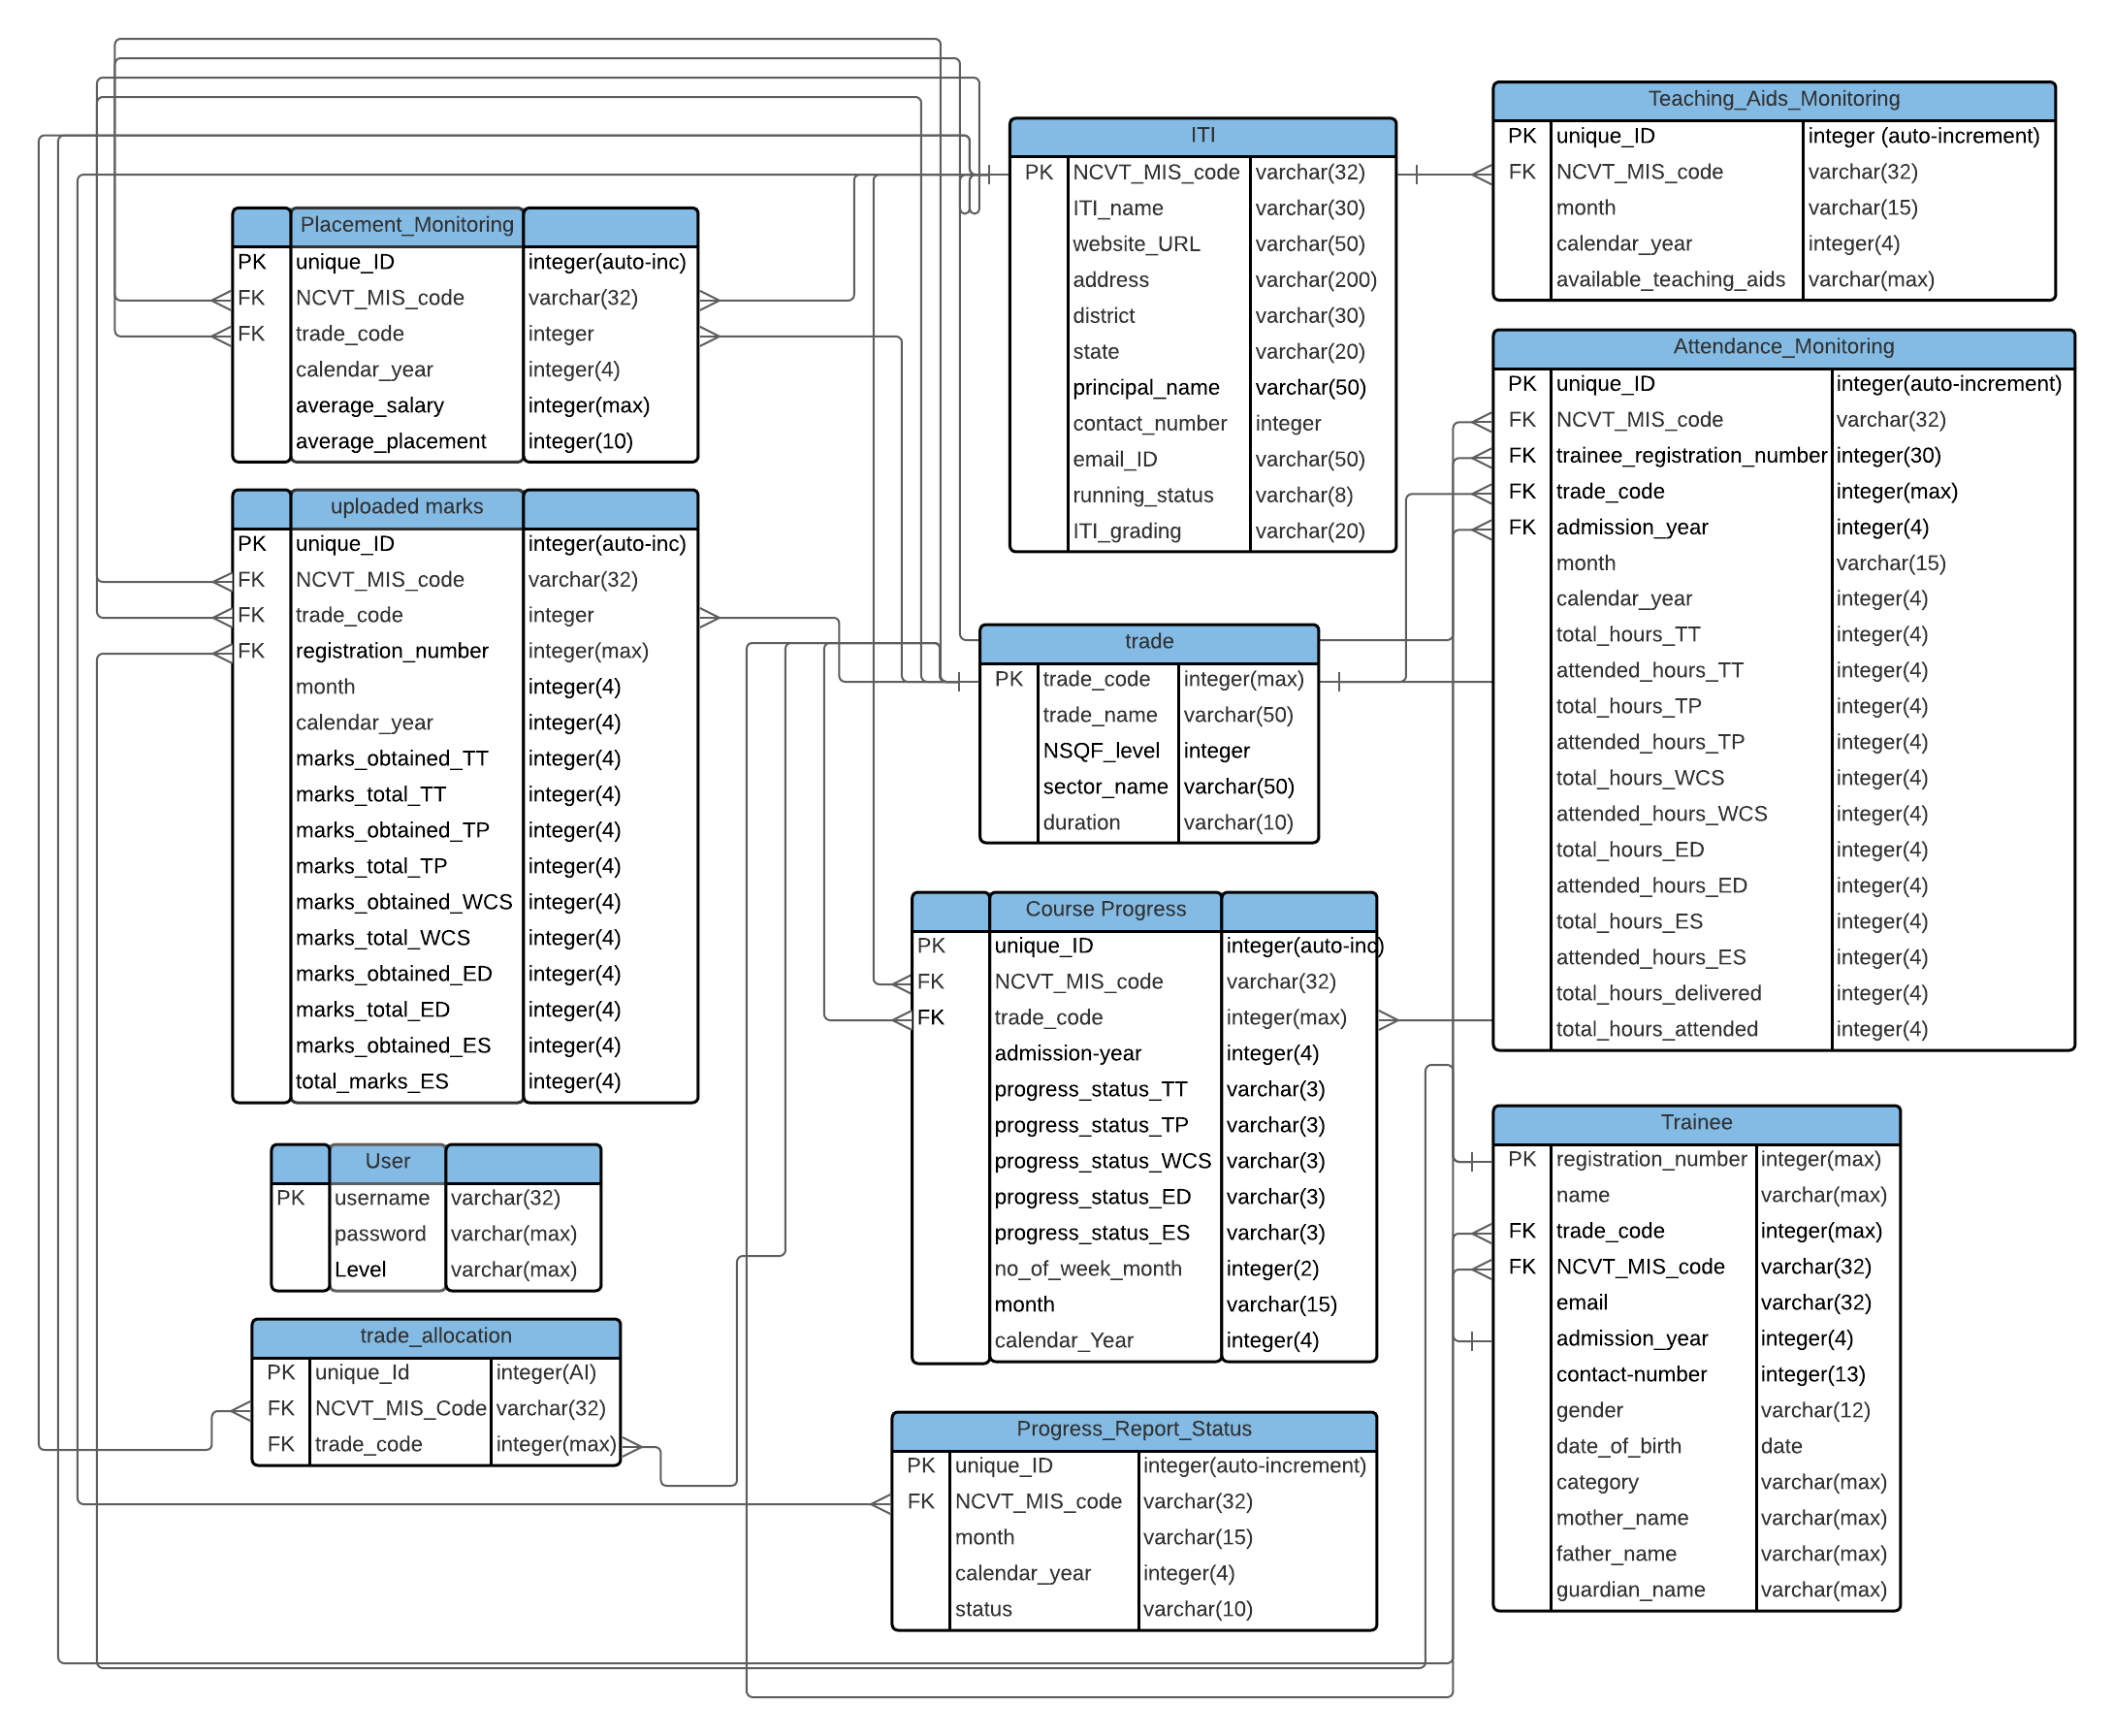 Teaching_Aids_Monitoring
PK unique_ID integer (auto-increment)
FK NCVT_MIS_code varchar(32)
month varchar(15)
calendar_year integer(4)
available_teaching_aids varchar(max)
ITI
PK NCVT_MIS_code varchar(32)
ITI_name varchar(30)
website_URL varchar(50)
address varchar(200)
district varchar(30)
state varchar(20)
principal_name varchar(50)
contact_number integer
email_ID varchar(50)
running_status varchar(8)
ITI_grading varchar(20)
Placement_Monitoring
PK unique_ID integer(auto-inc)
FK NCVT_MIS_code varchar(32)
FK trade_code integer
calendar_year integer(4)
average_salary integer(max)
average_placement integer(10)
Attendance_Monitoring
PK unique_ID integer(auto-increment)
FK NCVT_MIS_code varchar(32)
FK trainee_registration_number integer(30)
FK trade_code integer(max)
FK admission_year integer(4)
month varchar(15)
calendar_year integer(4)
total_hours_TT integer(4)
attended_hours_TT integer(4)
total_hours_TP integer(4)
attended_hours_TP integer(4)
total_hours_WCS integer(4)
attended_hours_WCS integer(4)
total_hours_ED integer(4)
attended_hours_ED integer(4)
total_hours_ES integer(4)
attended_hours_ES integer(4)
total_hours_delivered integer(4)
total_hours_attended integer(4)
uploaded marks
PK unique_ID integer(auto-inc)
FK NCVT_MIS_code varchar(32)
FK trade_code integer
FK registration_number integer(max)
month integer(4)
calendar_year integer(4)
marks_obtained_TT integer(4)
marks_total_TT integer(4)
marks_obtained_TP integer(4)
marks_total_TP integer(4)
marks_obtained_WCS integer(4)
marks_total_WCS integer(4)
marks_obtained_ED integer(4)
marks_total_ED integer(4)
marks_obtained_ES integer(4)
total_marks_ES integer(4)
trade
PK trade_code integer(max)
trade_name varchar(50)
NSQF_level integer
sector_name varchar(50)
duration varchar(10)
Course Progress
PK unique_ID integer(auto-inc)
FK NCVT_MIS_code varchar(32)
FK trade_code integer(max)
admission-year integer(4)
progress_status_TT varchar(3)
progress_status_TP varchar(3)
progress_status_WCS varchar(3)
progress_status_ED varchar(3)
progress_status_ES varchar(3)
no_of_week_month integer(2)
month varchar(15)
calendar_Year integer(4)
Trainee
PK registration_number integer(max)
name varchar(max)
FK trade_code integer(max)
FK NCVT_MIS_code varchar(32)
email varchar(32)
admission_year integer(4)
contact-number integer(13)
gender varchar(12)
date_of_birth date
category varchar(max)
mother_name varchar(max)
father_name varchar(max)
guardian_name varchar(max)
User
PK username varchar(32)
password varchar(max)
Level varchar(max)
trade_allocation
PK unique_Id integer(AI)
FK NCVT_MIS_Code varchar(32)
FK trade_code integer(max)
Progress_Report_Status
PK unique_ID integer(auto-increment)
FK NCVT_MIS_code varchar(32)
month varchar(15)
calendar_year integer(4)
status varchar(10)